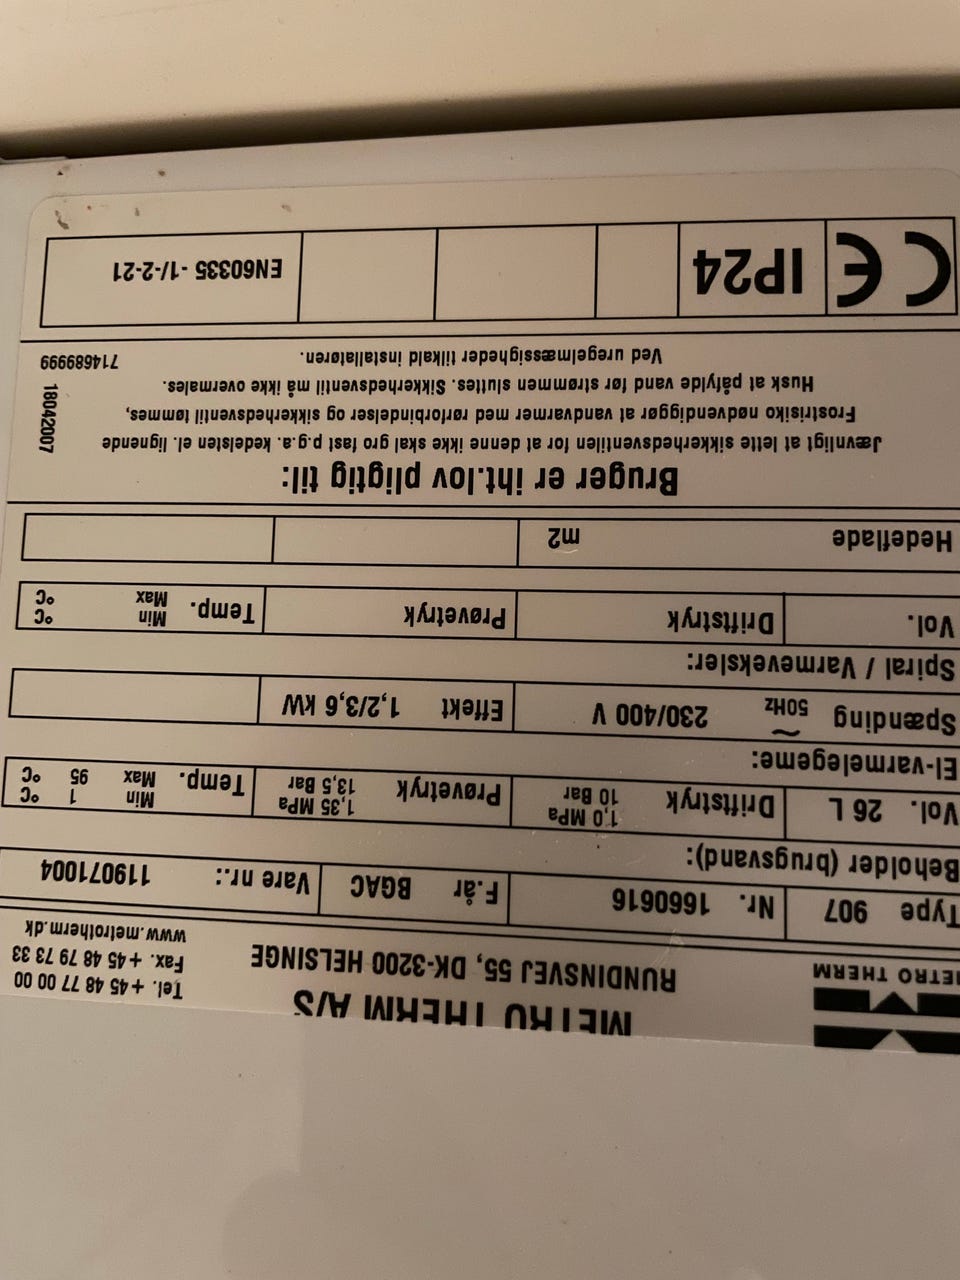 METRO THERM A/S
RUNDINSVEJ 55, DK-3200 HELSINGE
METRO THERM
Tel. + 45 48 77 00 00
Fax. + 45 48 79 73 33
www.metrotherm.dk
Type 907 Nr. 1660616 F.år BGAC Vare nr.: 119071004
Beholder (brugsvand):
Vol. 26 L Driftstryk 1,0 MPa 10 Bar Prøvetryk 1,35 MPa 13,5 Bar Temp. Min 1 °C Max 95 °C
El-varmelegeme:
Spænding 50Hz ~ 230/400 V Effekt 1,2/3,6 kW
Spiral / Varmeveksler:
Vol. Driftstryk Prøvetryk Temp. Min °C Max °C
Hedeflade m2
Bruger er iht.lov pligtig til:
Jævnligt at lette sikkerhedsventilen for at denne ikke skal gro fast p.g.a. kedelsten el. lignende
Frostrisiko nødvendiggør at vandvarmer med rørforbindelser og sikkerhedsventil tømmes,
Husk at påfylde vand før strømmen sluttes. Sikkerhedsventil må ikke overmales.
Ved uregelmæssigheder tilkald installatøren.
18042007
714689999
CE IP24 EN60335 -1/-2-21